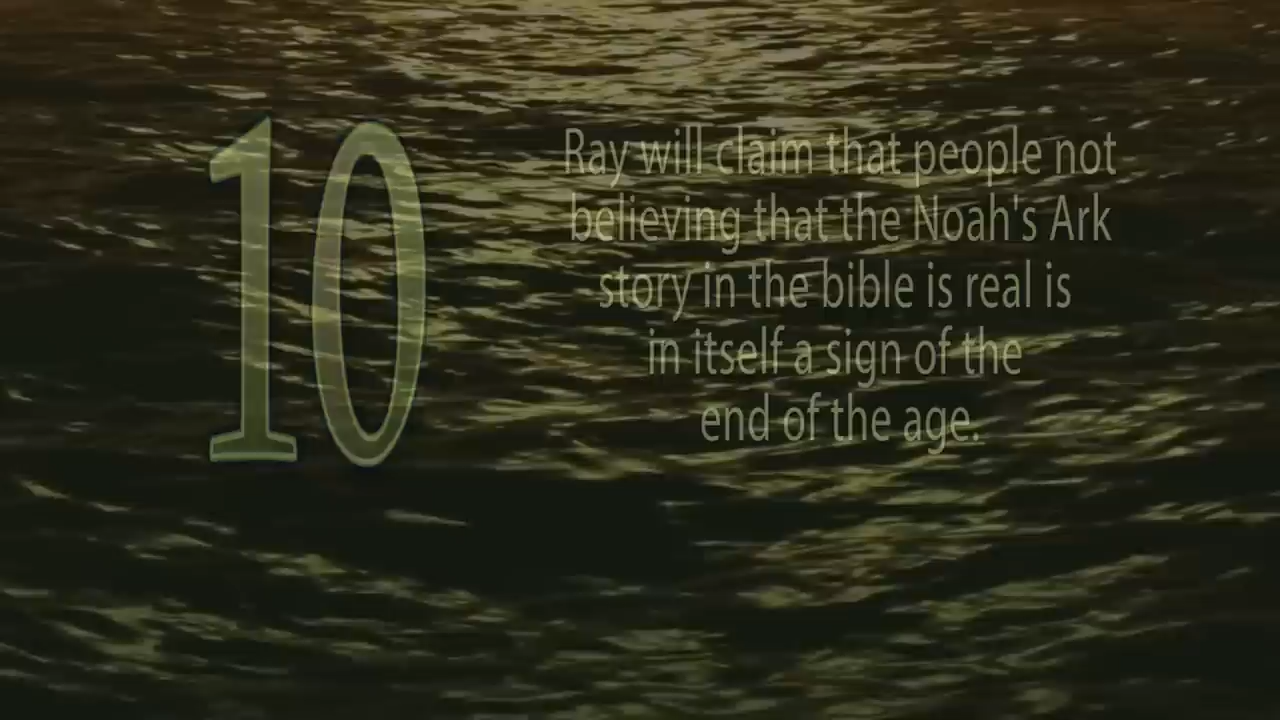 10
Ray will claim that people not
believing that the Noah's Ark
story in the bible is real is
in itself a sign of the
end of the age.